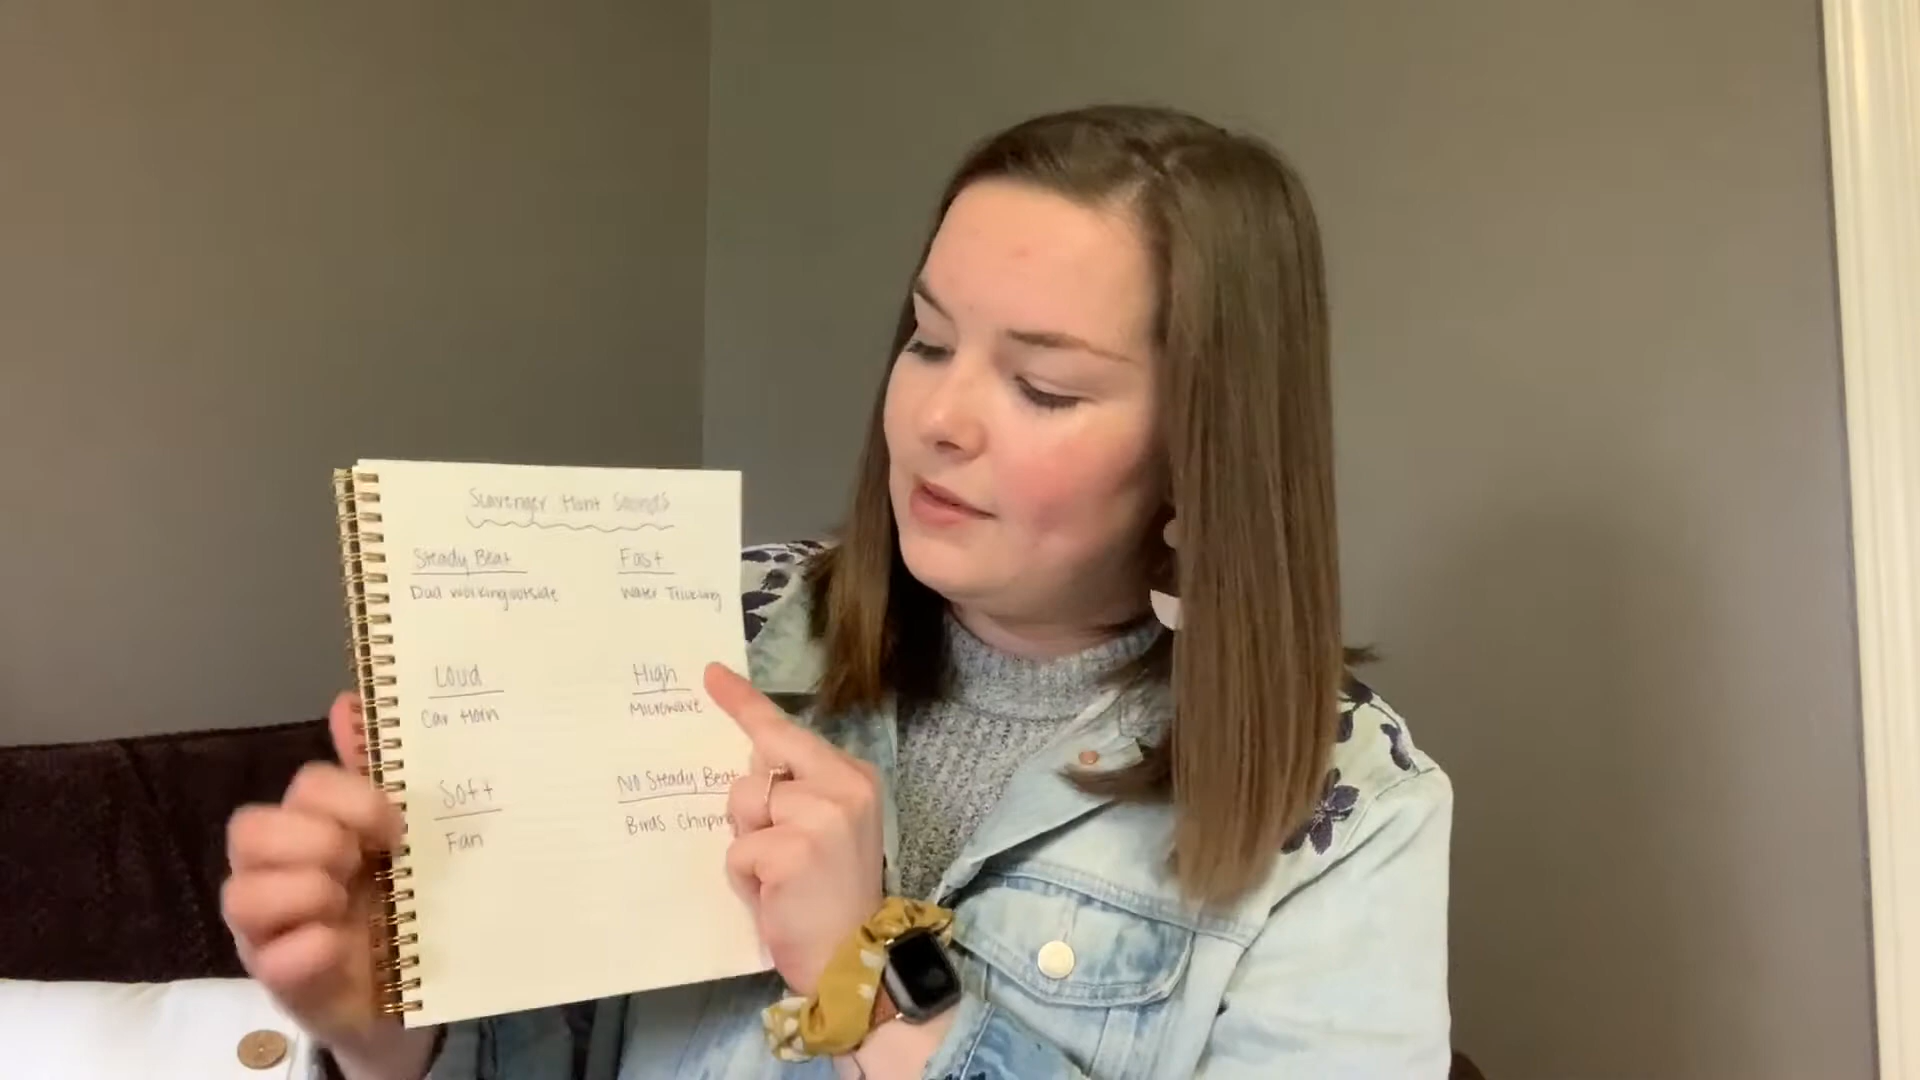 Scavenger Hunt Sounds
Steady Beat
Dad working outside
Fast
Water Trickling
Loud
Car Horn
High
Microwave
Soft
Fan
No Steady Beat
Birds Chirping